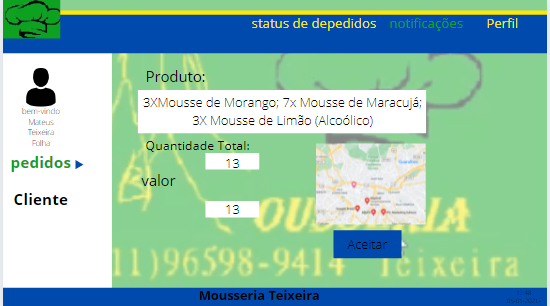 status de depedidos notificações Perfil
bem-vindo
Mateus
Teixeira
Folha
pedidos
Cliente
Produto:
3XMousse de Morango; 7x Mousse de Maracujá;
3X Mousse de Limão (Alcoólico)
Quantidade Total:
13
valor
13
Aceitar
11)96598-9414 Teixeira
Mousseria Teixeira